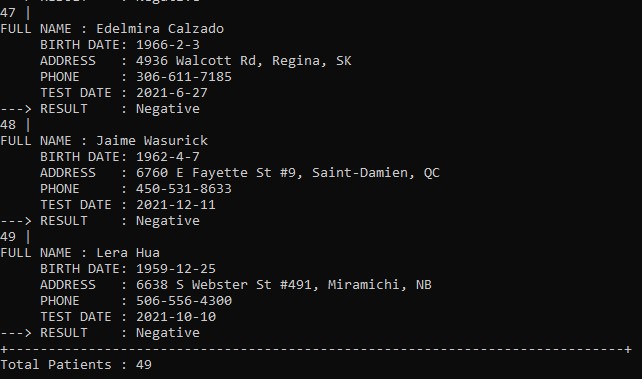 ---> RESULT    : Negative
47 |
FULL NAME : Edelmira Calzado
     BIRTH DATE: 1966-2-3
     ADDRESS   : 4936 Walcott Rd, Regina, SK
     PHONE     : 306-611-7185
     TEST DATE : 2021-6-27
---> RESULT    : Negative
48 |
FULL NAME : Jaime Wasurick
     BIRTH DATE: 1962-4-7
     ADDRESS   : 6760 E Fayette St #9, Saint-Damien, QC
     PHONE     : 450-531-8633
     TEST DATE : 2021-12-11
---> RESULT    : Negative
49 |
FULL NAME : Lera Hua
     BIRTH DATE: 1959-12-25
     ADDRESS   : 6638 S Webster St #491, Miramichi, NB
     PHONE     : 506-556-4300
     TEST DATE : 2021-10-10
---> RESULT    : Negative
+--------------------------------------------------------------------------------+
Total Patients : 49